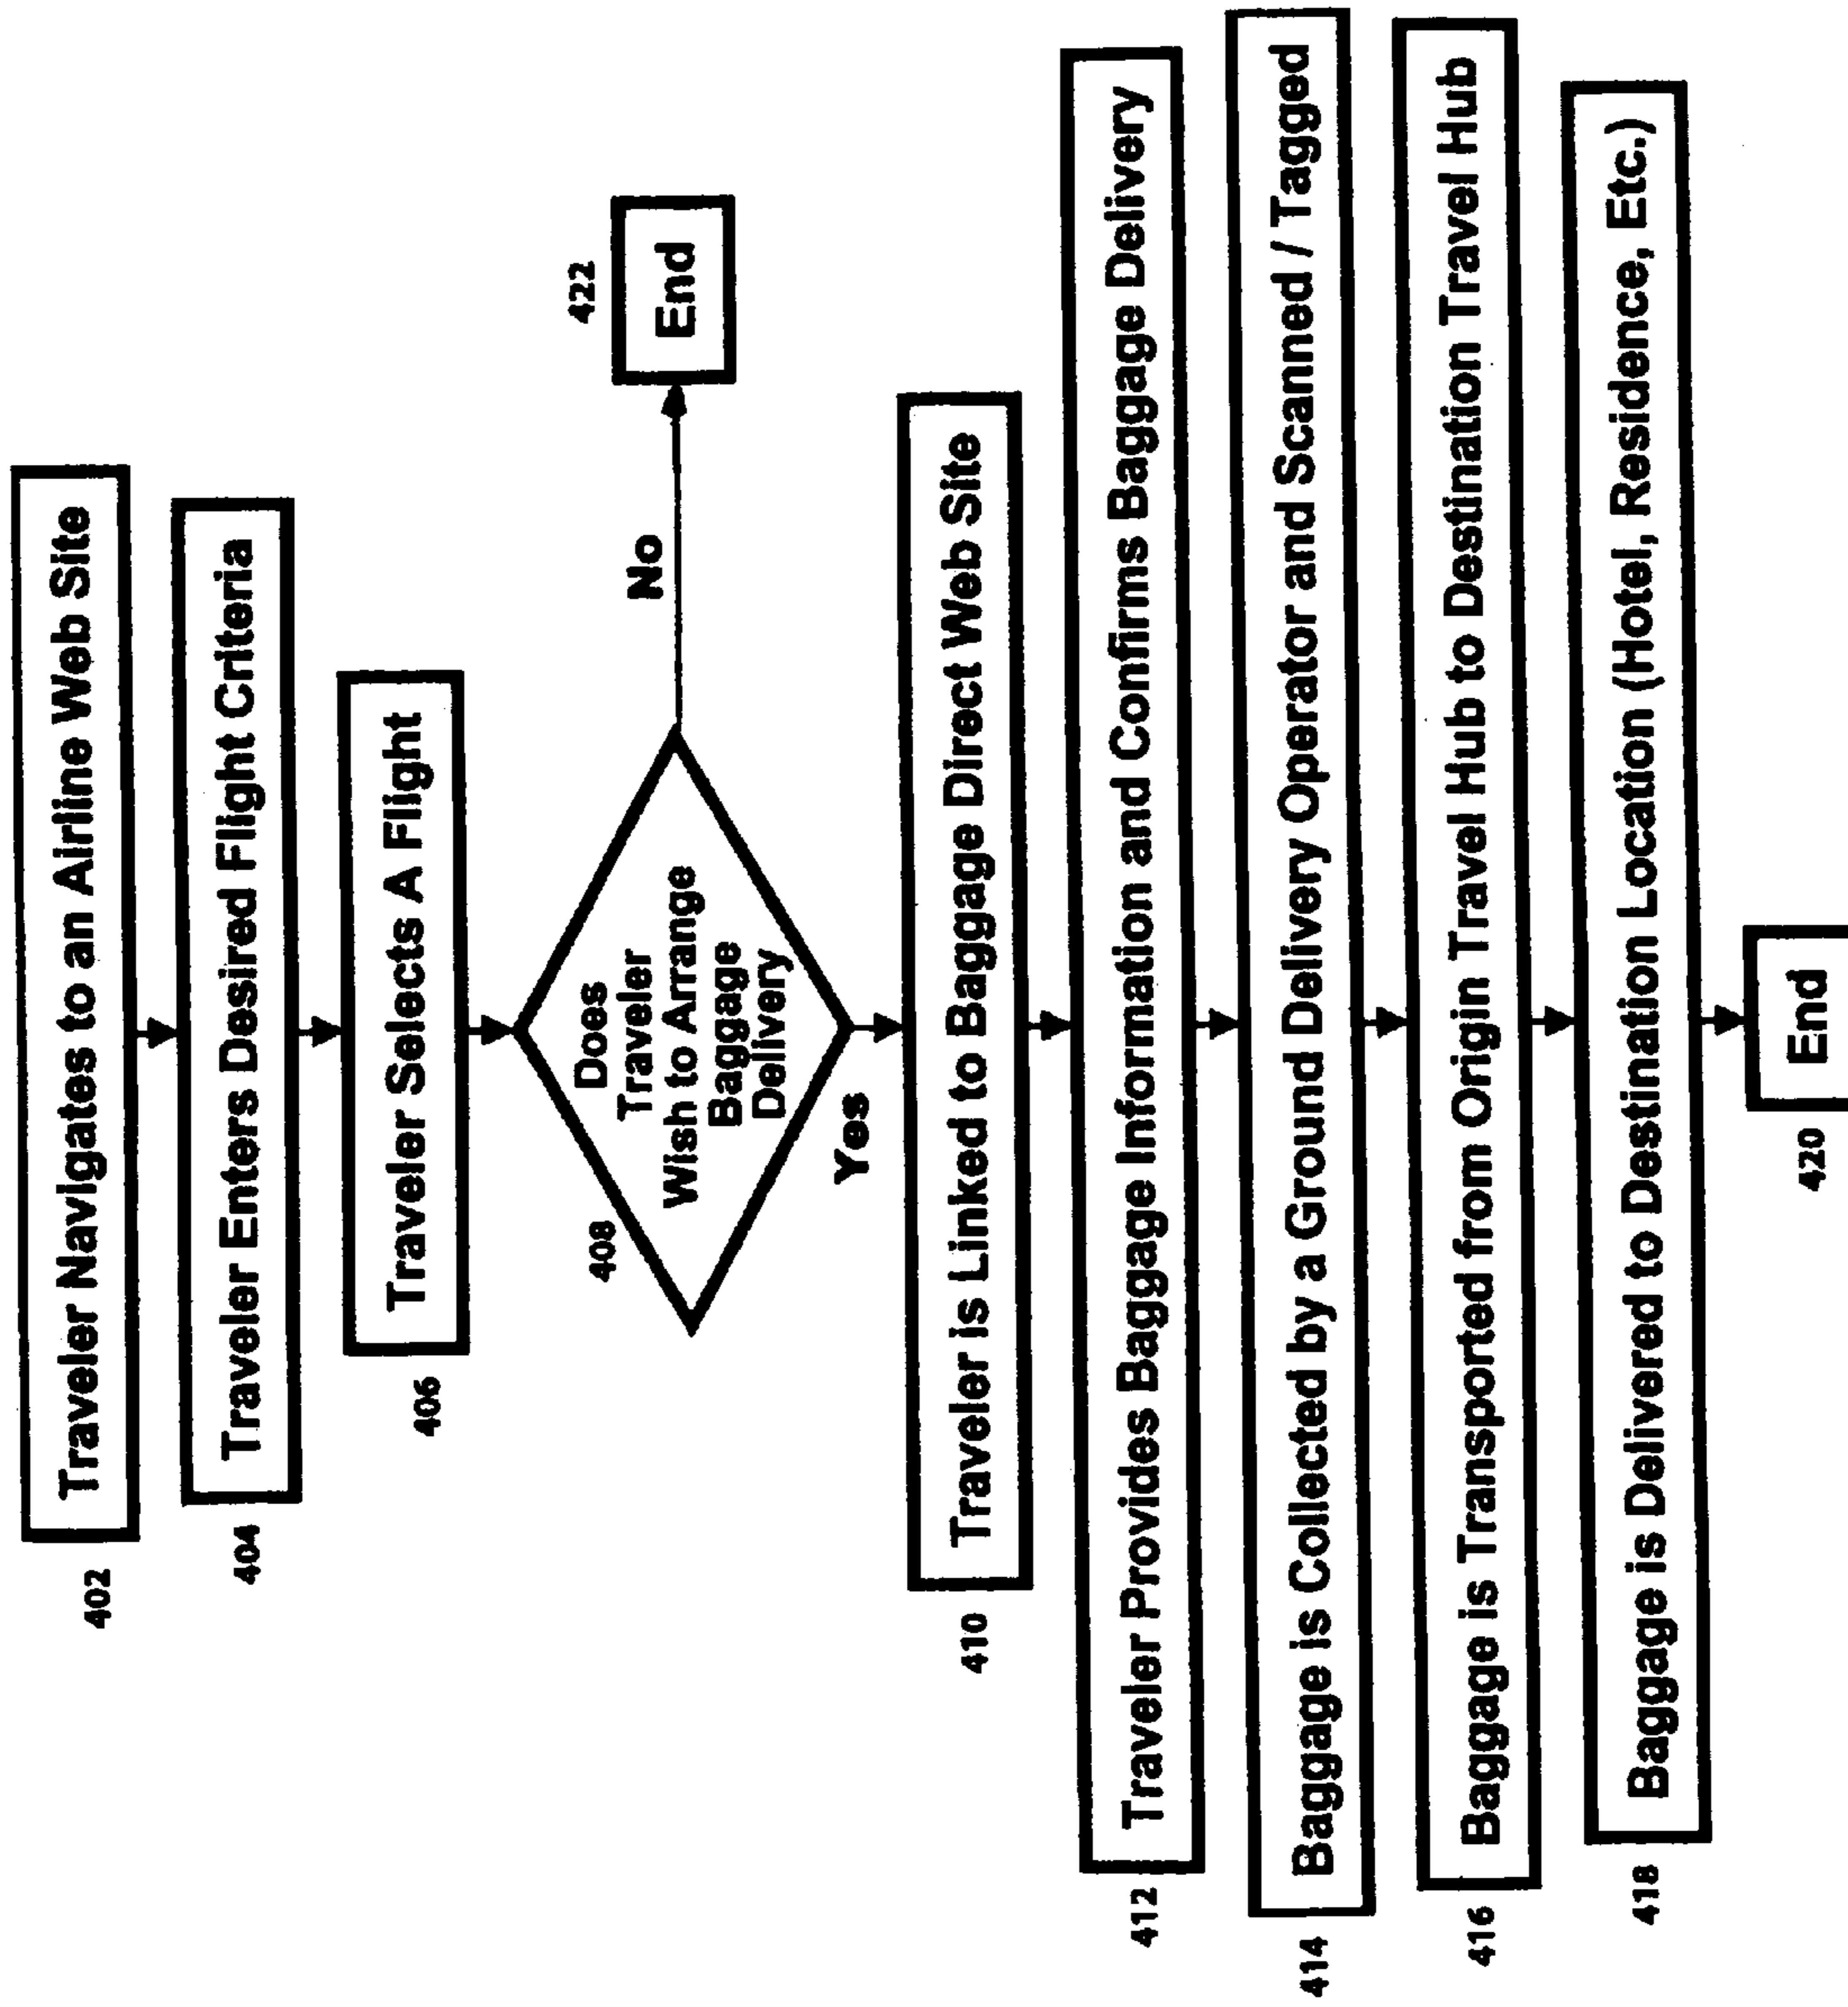 402
Traveler Navigates to an Airline Web Site
404
Traveler Enters Desired Flight Criteria
406
Traveler Selects A Flight
408
Does
Traveler
Wish to Arrange
Baggage
Delivery
No
422
End
Yes
410
Traveler is Linked to Baggage Direct Web Site
412
Traveler Provides Baggage Information and Confirms Baggage Delivery
414
Baggage is Collected by a Ground Delivery Operator and Scanned / Tagged
416
Baggage is Transported from Origin Travel Hub to Destination Travel Hub
418
Baggage is Delivered to Destination Location (Hotel, Residence, Etc.)
420
End